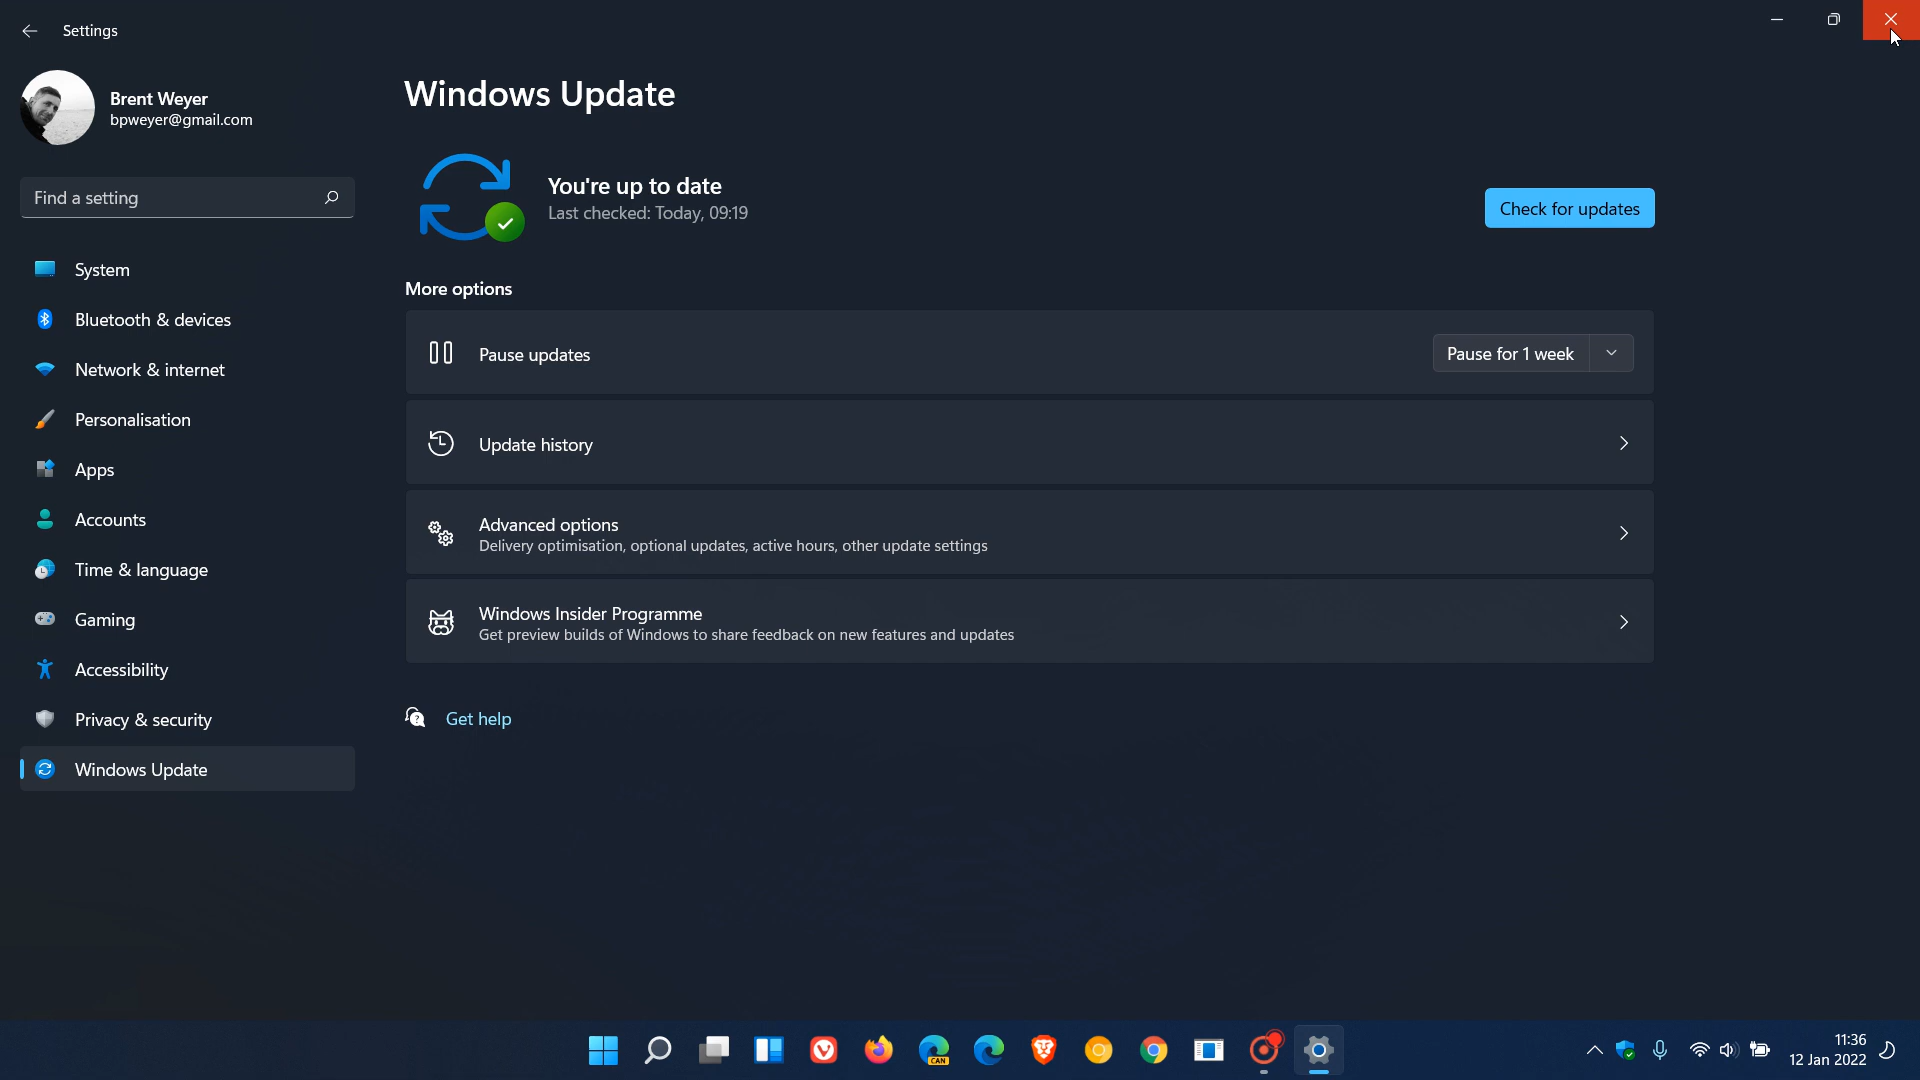 Settings
Brent Weyer
bpweyer@gmail.com
Find a setting
System
Bluetooth & devices
Network & internet
Personalisation
Apps
Accounts
Time & language
Gaming
Accessibility
Privacy & security
Windows Update
Windows Update
You're up to date
Last checked: Today, 09:19
Check for updates
More options
Pause updates
Pause for 1 week
Update history
Advanced options
Delivery optimisation, optional updates, active hours, other update settings
Windows Insider Programme
Get preview builds of Windows to share feedback on new features and updates
Get help
CAN
11:36
12 Jan 2022